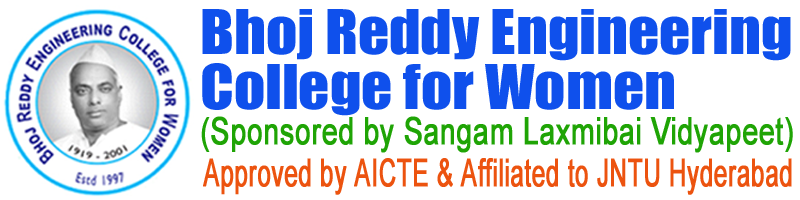 BHOJ REDDY ENGINEERING COLLEGE FOR WOMEN
1919 - 2001
Estd 1997
Bhoj Reddy Engineering
College for Women
(Sponsored by Sangam Laxmibai Vidyapeet)
Approved by AICTE & Affiliated to JNTU Hyderabad